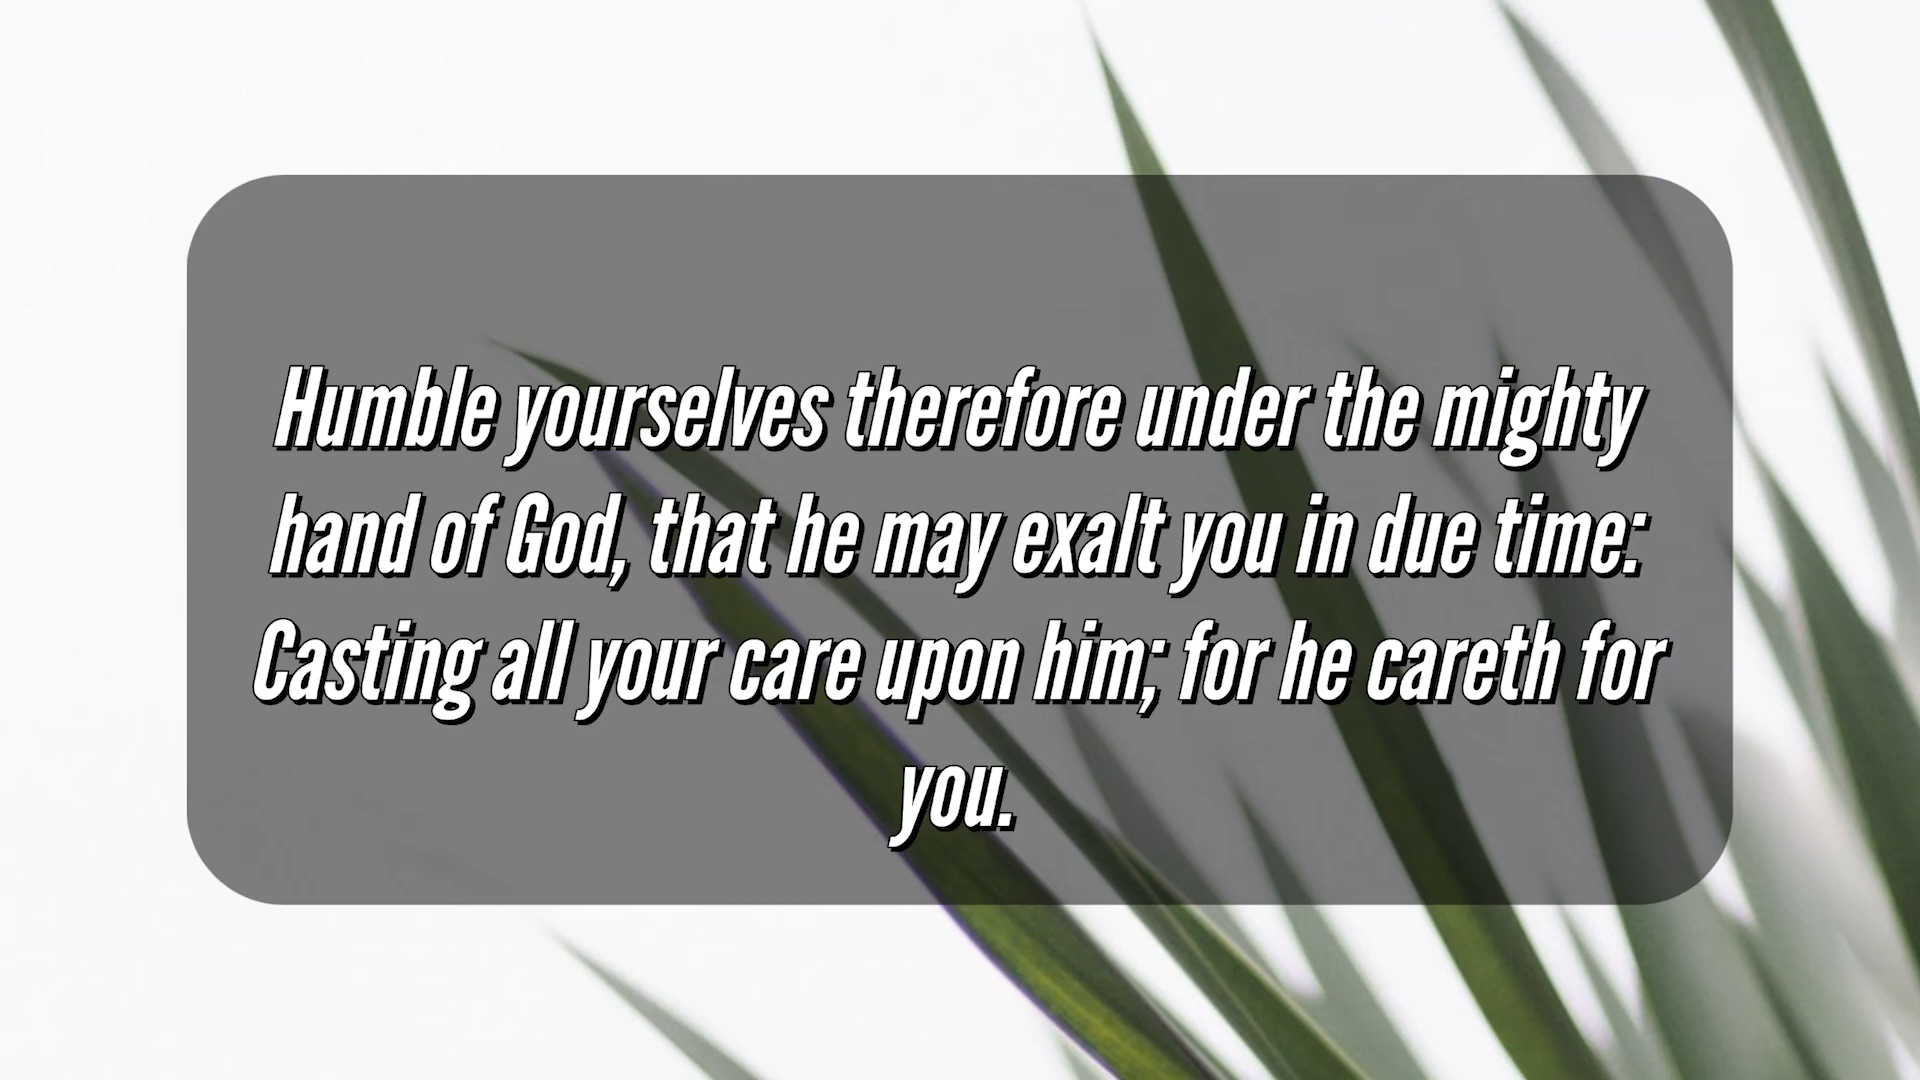 Humble yourselves therefore under the mighty
hand of God, that he may exalt you in due time:
Casting all your care upon him; for he careth for
you.